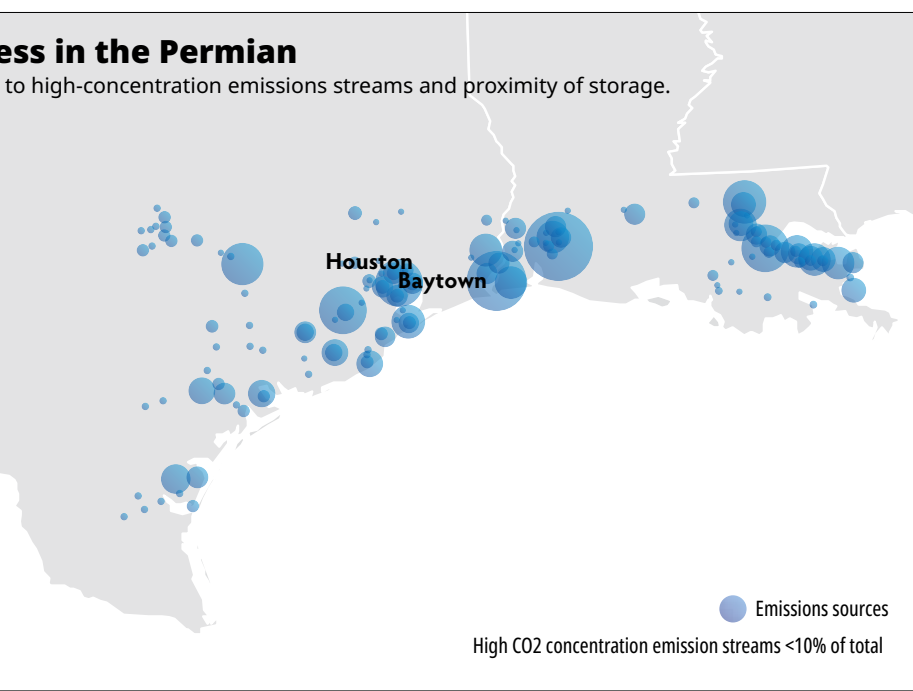 ess in the Permian
to high-concentration emissions streams and proximity of storage.
Houston
Baytown
Emissions sources
High CO2 concentration emission streams <10% of total